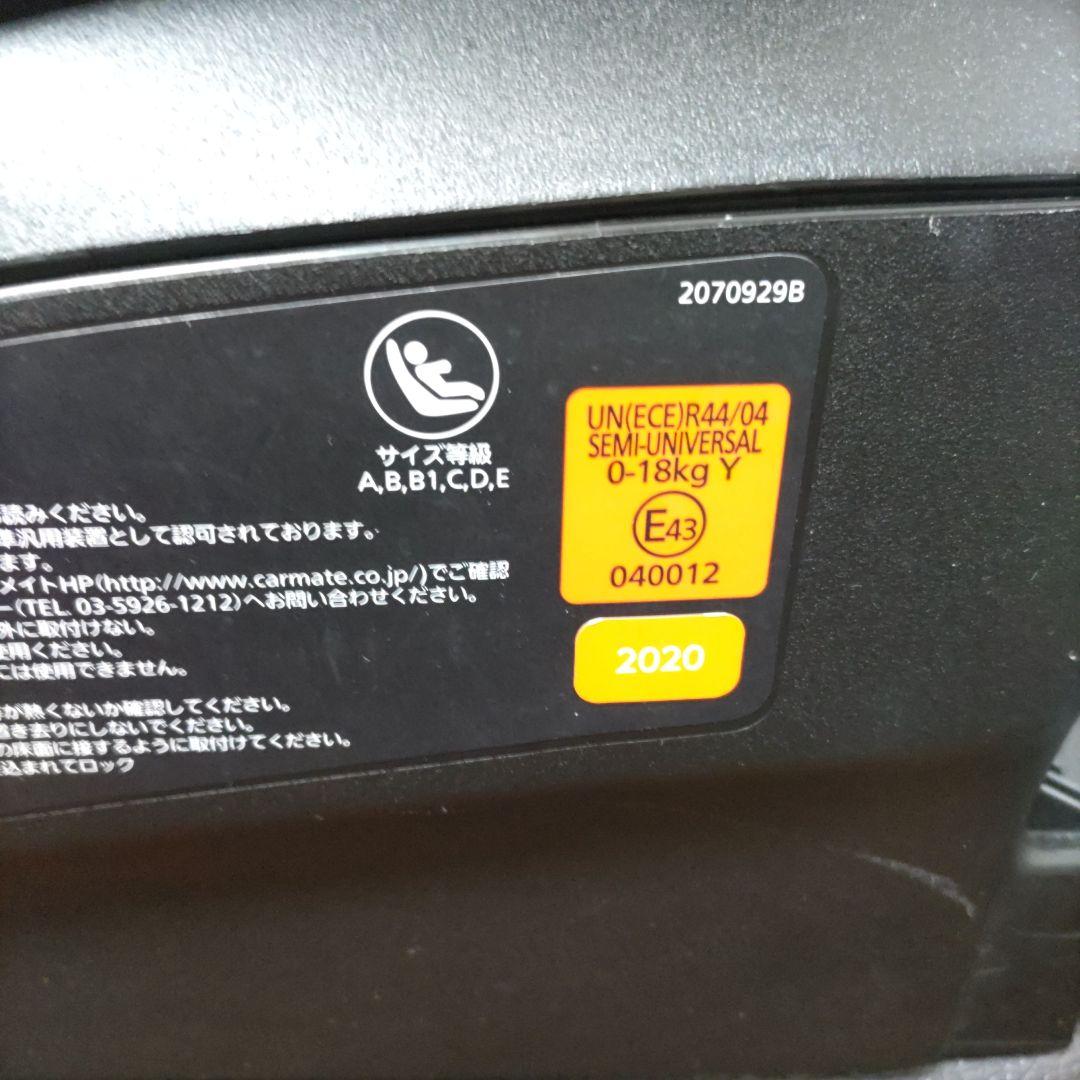 2070929B
サイズ等級
A,B,B1,C,D,E
UN(ECE)R44/04
SEMI-UNIVERSAL
0-18kg Y
E43
040012
2020
読みください。
準汎用装置として認可されております。
ます。
メイトHP(http://www.carmate.co.jp/)でご確認
ー(TEL. 03-5926-1212)へお問い合わせください。
外に取付けない。
使用ください。
には使用できません。
が熱くないか確認してください。
置き去りにしないでください。
の床面に接するように取付けてください。
込まれてロック